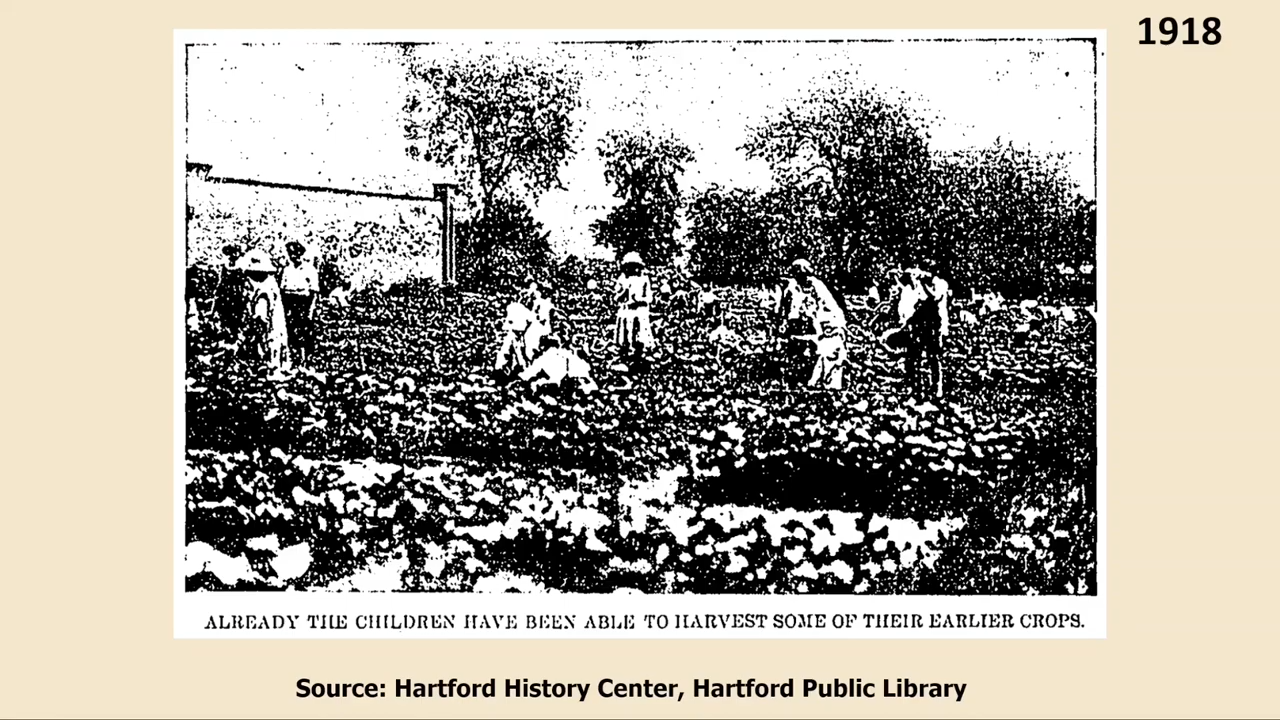 1918
ALREADY THE CHILDREN HAVE BEEN ABLE TO HARVEST SOME OF THEIR EARLIER CROPS.
Source: Hartford History Center, Hartford Public Library